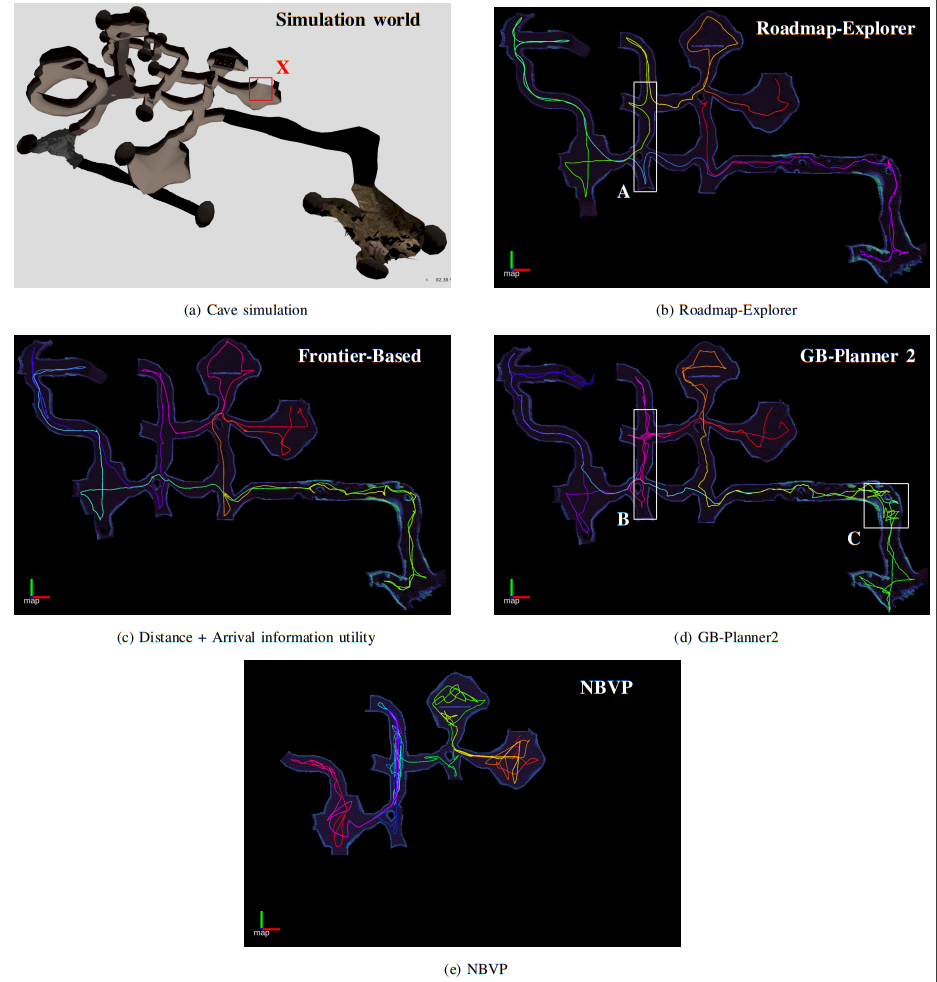 Simulation world
X
(a) Cave simulation
Roadmap-Explorer
A
map
(b) Roadmap-Explorer
Frontier-Based
map
(c) Distance + Arrival information utility
GB-Planner 2
B
C
map
(d) GB-Planner2
NBVP
map
(e) NBVP